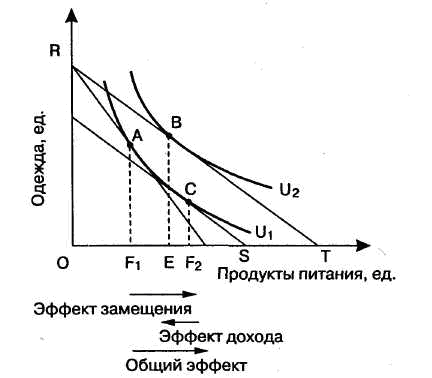 R
Одежда, ед.
A
B
C
U₂
U₁
O
F₁
E
F₂
S
T
Продукты питания, ед.
Эффект замещения
Эффект дохода
Общий эффект